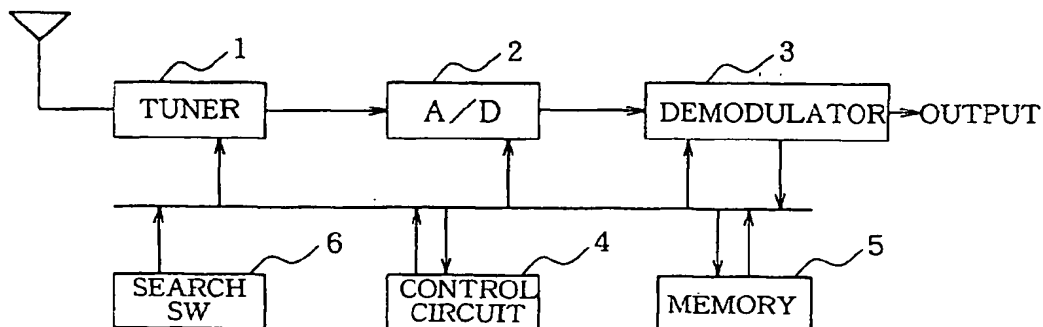 1
2
3
TUNER
A/D
DEMODULATOR
OUTPUT
6
4
5
SEARCH
SW
CONTROL
CIRCUIT
MEMORY